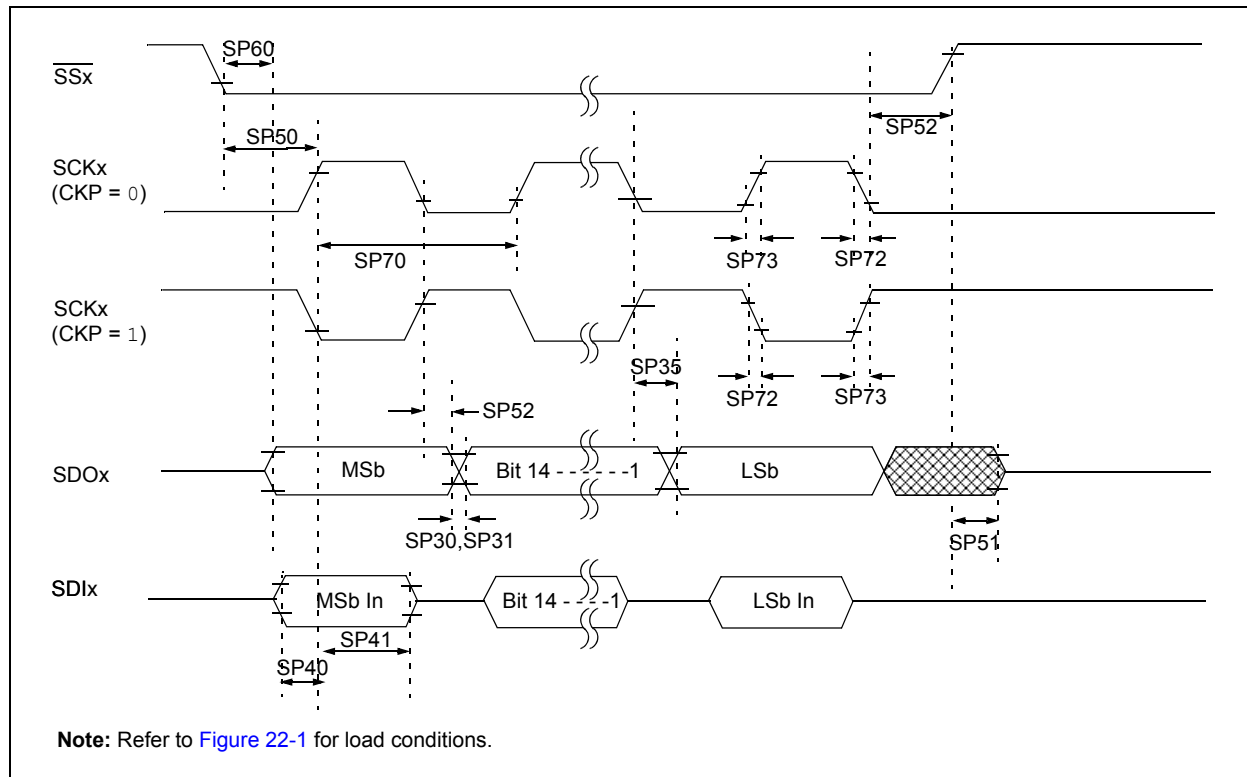 SP60
SSx
SP52
SP50
SCKx
(CKP = 0)
SP70
SP73
SP72
SCKx
(CKP = 1)
SP35
SP72
SP73
SP52
SDOx
MSb
Bit 14 - - - - - -1
LSb
SP30,SP31
SP51
SDIx
MSb In
Bit 14 - - - -1
LSb In
SP41
SP40
Note: Refer to Figure 22-1 for load conditions.